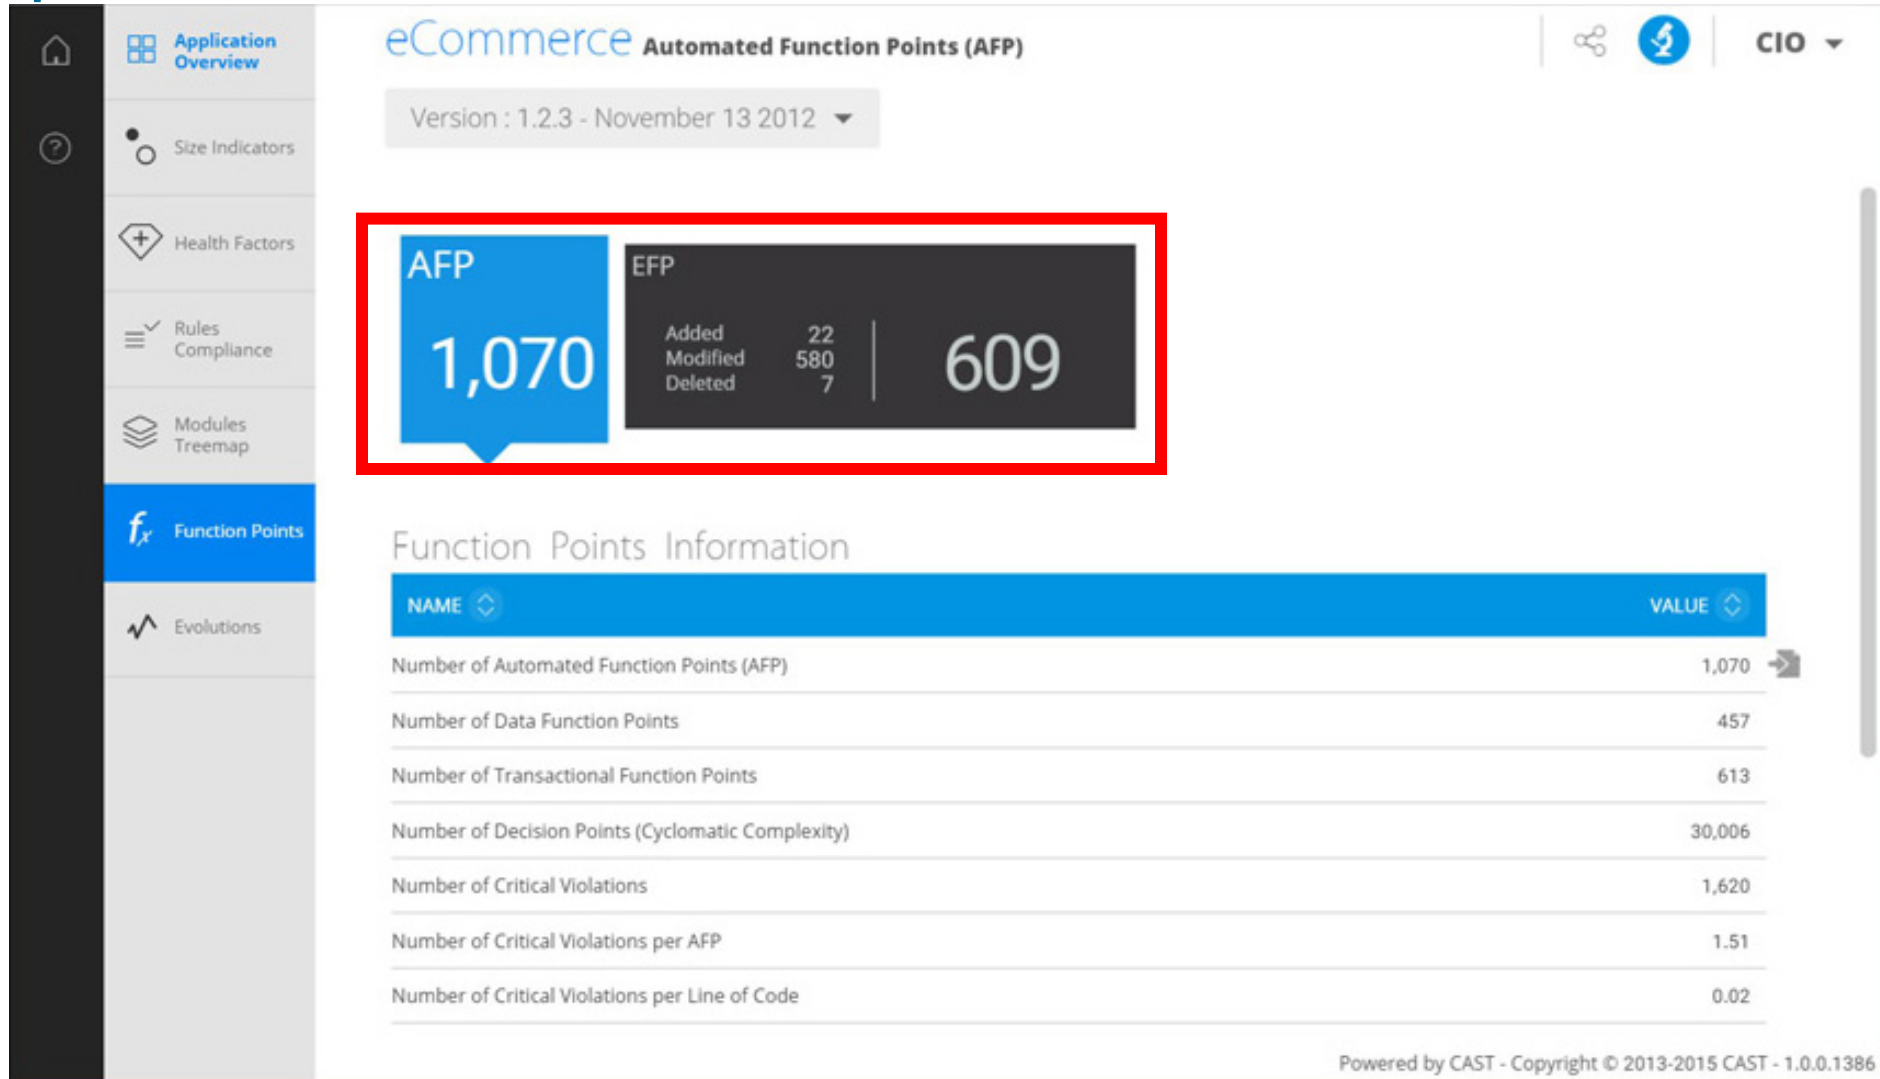 Application
Overview
Size Indicators
Health Factors
Rules
Compliance
Modules
Treemap
fx Function Points
Evolutions
eCommerce Automated Function Points (AFP)
CIO
Version : 1.2.3 - November 13 2012
AFP
1,070
EFP
Added 22
Modified 580
Deleted 7
609
Function Points Information
NAME VALUE
Number of Automated Function Points (AFP) 1,070
Number of Data Function Points 457
Number of Transactional Function Points 613
Number of Decision Points (Cyclomatic Complexity) 30,006
Number of Critical Violations 1,620
Number of Critical Violations per AFP 1.51
Number of Critical Violations per Line of Code 0.02
Powered by CAST - Copyright © 2013-2015 CAST - 1.0.0.1386